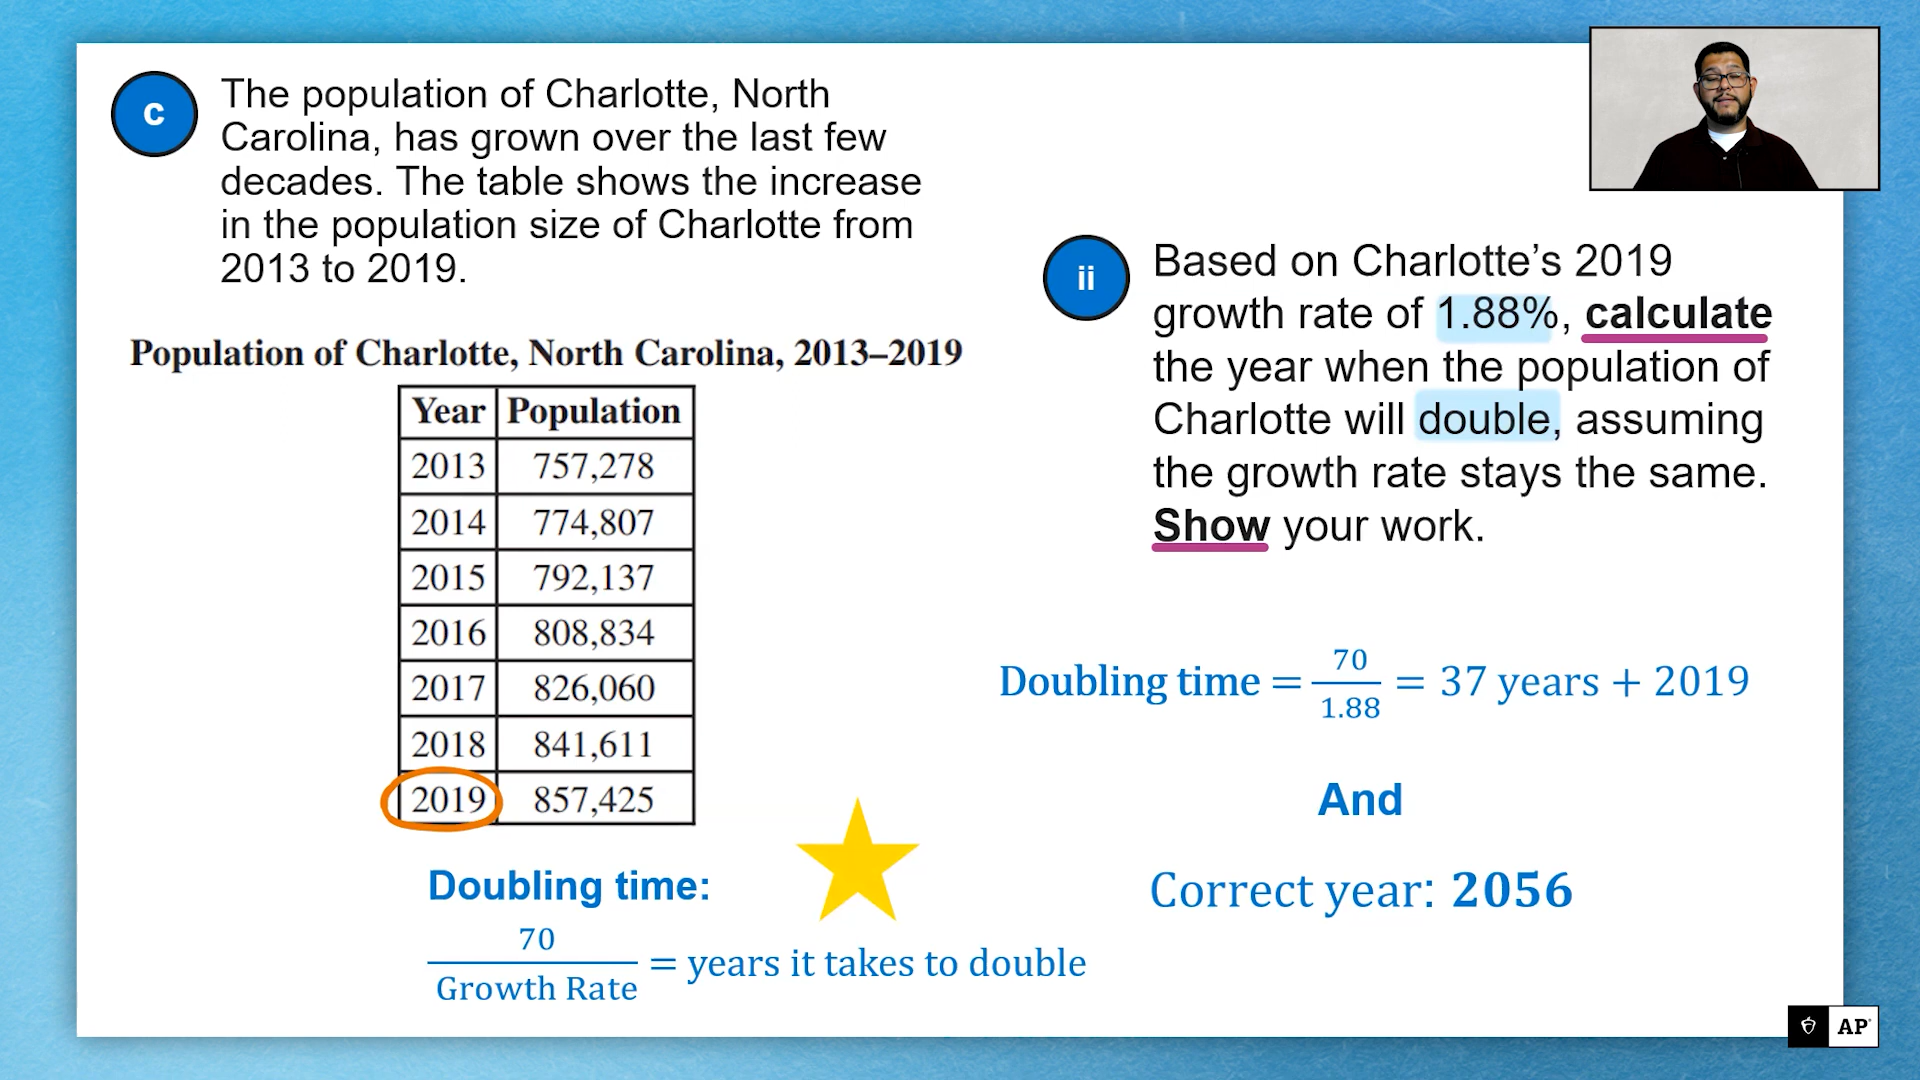 c
The population of Charlotte, North
Carolina, has grown over the last few
decades. The table shows the increase
in the population size of Charlotte from
2013 to 2019.
Population of Charlotte, North Carolina, 2013–2019
Year Population
2013 757,278
2014 774,807
2015 792,137
2016 808,834
2017 826,060
2018 841,611
2019 857,425
Doubling time:
70
Growth Rate
= years it takes to double
ii
Based on Charlotte’s 2019
growth rate of 1.88%, calculate
the year when the population of
Charlotte will double, assuming
the growth rate stays the same.
Show your work.
Doubling time = 70/1.88 = 37 years + 2019
And
Correct year: 2056
AP